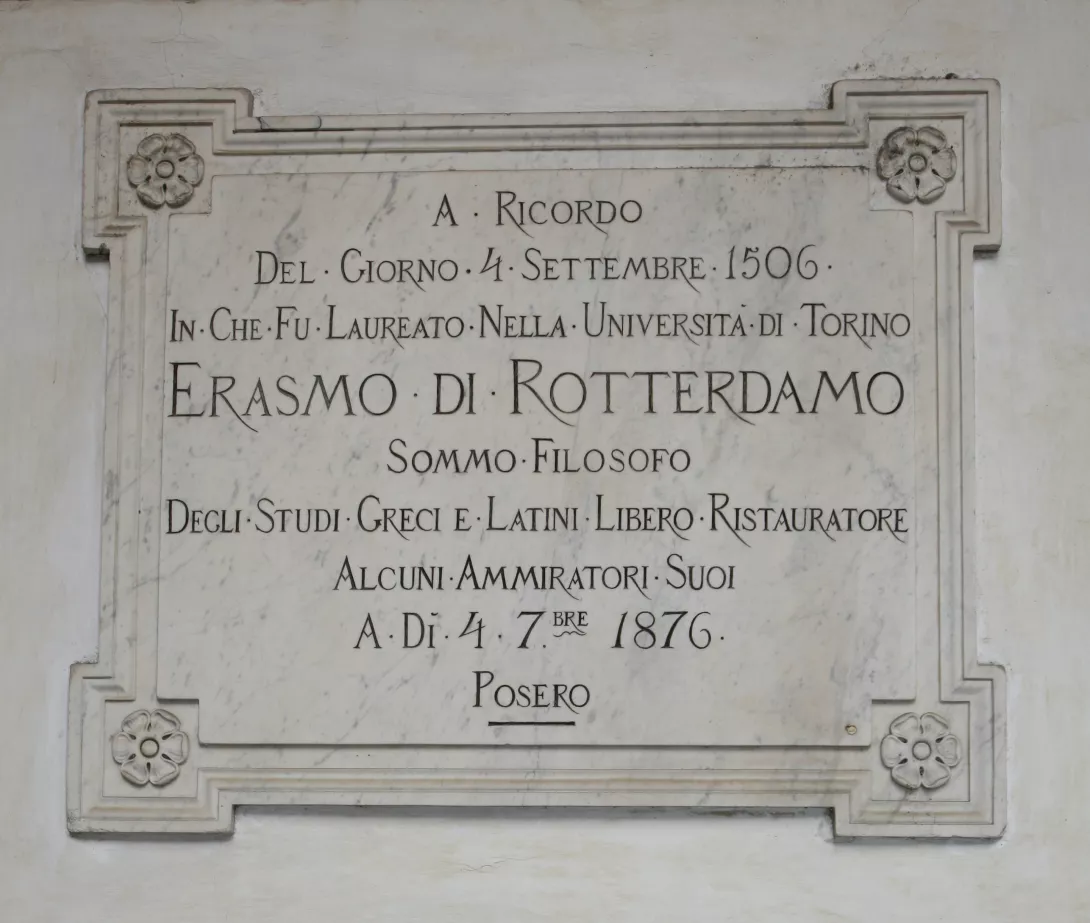 A · RICORDO
DEL · GIORNO · 4 · SETTEMBRE · 1506 ·
IN · CHE · FU · LAUREATO · NELLA · UNIVERSITÀ · DI · TORINO
ERASMO · DI · ROTTERDAMO
SOMMO · FILOSOFO
DEGLI · STUDI · GRECI E · LATINI · LIBERO · RISTAURATORE
ALCUNI · AMMIRATORI · SUOI
A · DÌ · 4 · 7.BRE 1876 ·
POSERO